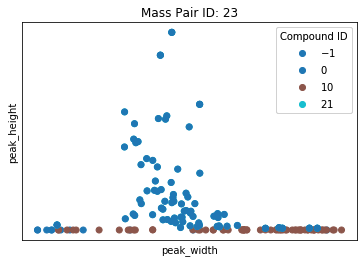 Mass Pair ID: 23
Compound ID
−1
0
10
21
peak_height
peak_width